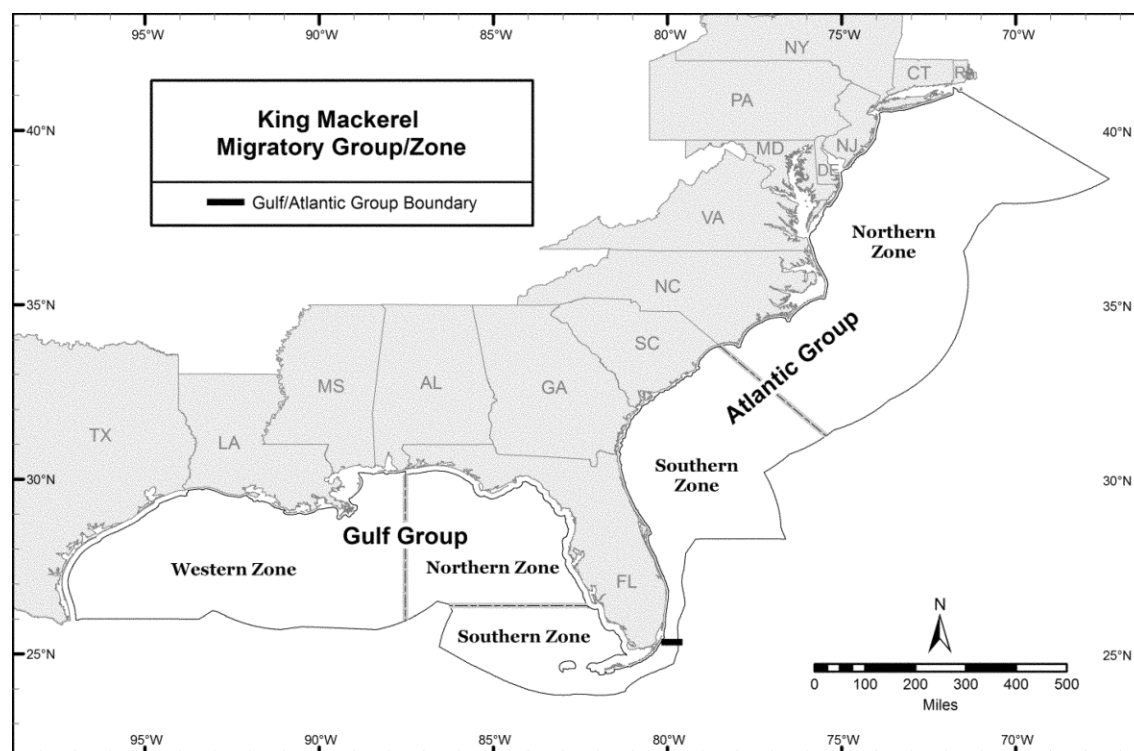 95°W 90°W 85°W 80°W 75°W 70°W
NY
CT
RI
PA
King Mackerel
Migratory Group/Zone
40°N
40°N
MD
NJ
DE
Gulf/Atlantic Group Boundary
VA
Northern
Zone
NC
35°N
35°N
SC
Atlantic Group
MS
AL
GA
TX
LA
Southern
Zone
30°N
30°N
Gulf Group
Western Zone
Northern Zone
FL
Southern Zone
N
25°N
25°N
0 100 200 300 400 500
Miles
95°W 90°W 85°W 80°W 75°W 70°W